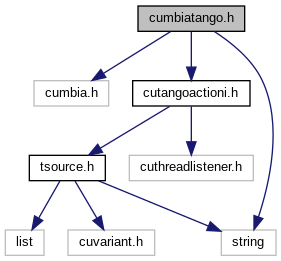 cumbiatango.h
cumbia.h
cutangoactioni.h
tsource.h
cuthreadlistener.h
list
cuvariant.h
string